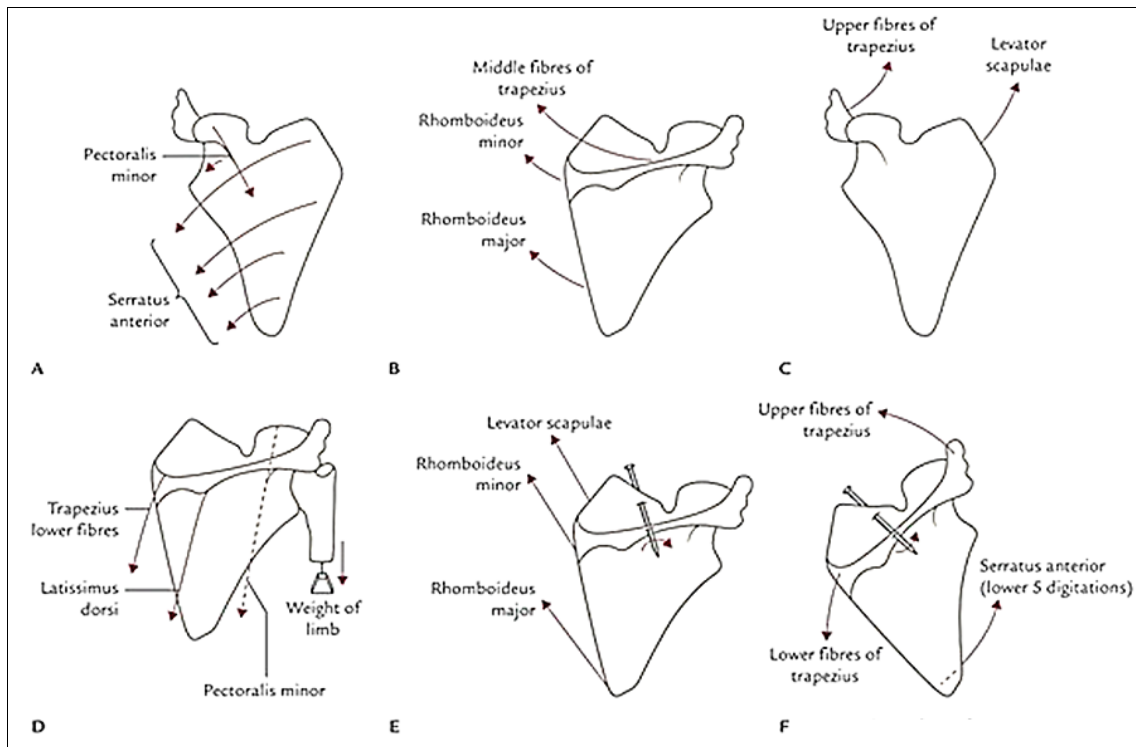 Pectoralis
minor
Serratus
anterior
A
Middle fibres of
trapezius
Rhomboideus
minor
Rhomboideus
major
B
Upper fibres of
trapezius
Levator
scapulae
C
Trapezius
lower fibres
Latissimus
dorsi
Weight of
limb
Pectoralis minor
D
Levator scapulae
Rhomboideus
minor
Rhomboideus
major
E
Upper fibres of
trapezius
Serratus anterior
(lower 5 digitations)
Lower fibres of
trapezius
F